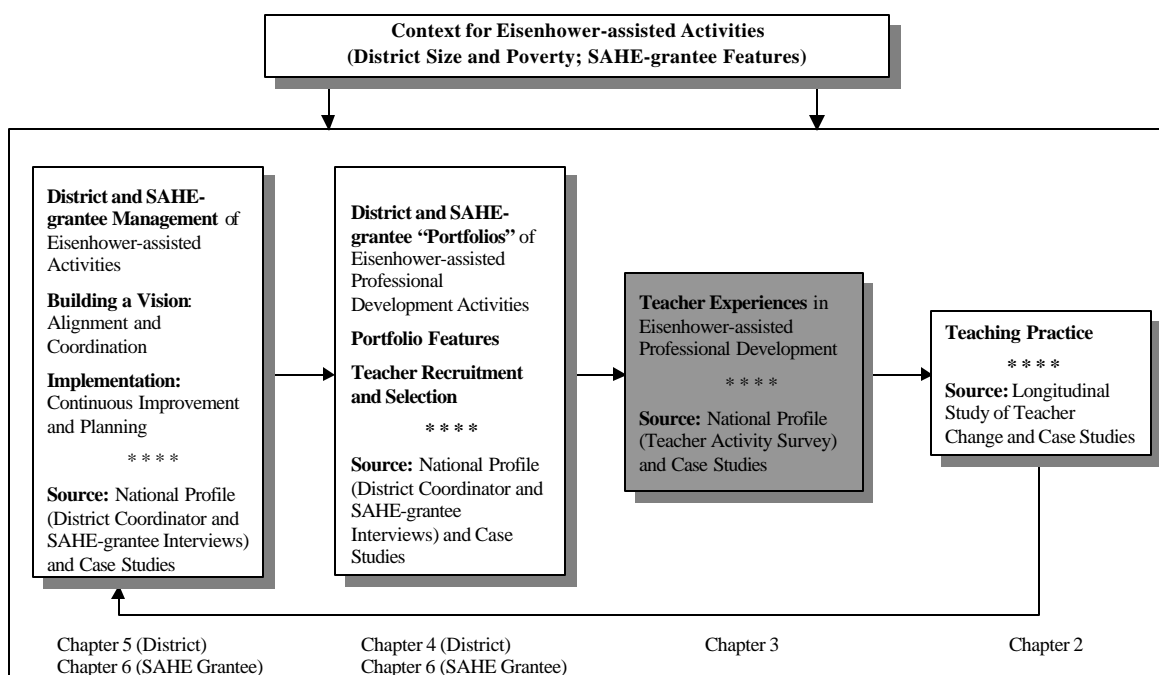 Context for Eisenhower-assisted Activities
(District Size and Poverty; SAHE-grantee Features)
District and SAHE-
grantee Management of
Eisenhower-assisted
Activities
Building a Vision:
Alignment and
Coordination
Implementation:
Continuous Improvement
and Planning
* * * *
Source: National Profile
(District Coordinator and
SAHE-grantee Interviews)
and Case Studies
District and SAHE-
grantee “Portfolios” of
Eisenhower-assisted
Professional
Development Activities
Portfolio Features
Teacher Recruitment
and Selection
* * * *
Source: National Profile
(District Coordinator and
SAHE-grantee
Interviews) and Case
Studies
Teacher Experiences in
Eisenhower-assisted
Professional Development
* * * *
Source: National Profile
(Teacher Activity Survey)
and Case Studies
Teaching Practice
* * * *
Source: Longitudinal
Study of Teacher
Change and Case Studies
Chapter 5 (District)
Chapter 6 (SAHE Grantee)
Chapter 4 (District)
Chapter 6 (SAHE Grantee)
Chapter 3
Chapter 2